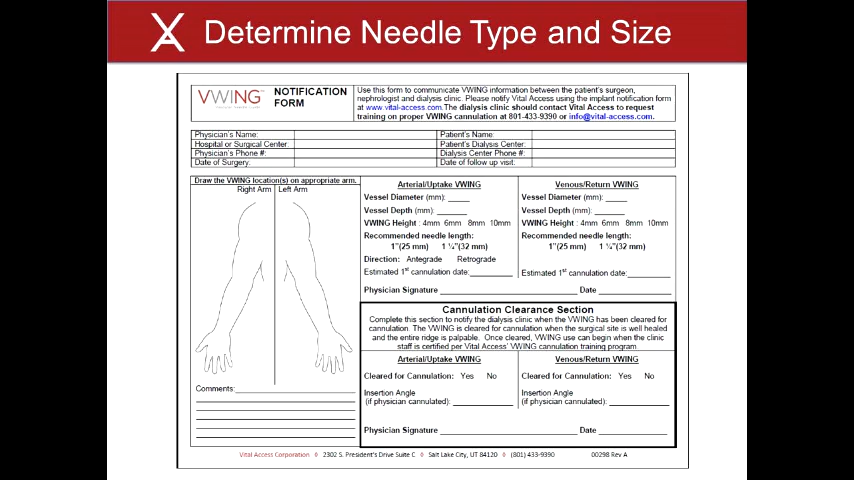 Determine Needle Type and Size
VWING
NOTIFICATION
FORM
Use this form to communicate VWING information between the patient's surgeon,
nephrologist and dialysis clinic. Please notify Vital Access using the implant notification form
at www.vital-access.com. The dialysis clinic should contact Vital Access to request
training on proper VWING cannulation at 801-433-9390 or info@vital-access.com.
Physician's Name: Patient's Name:
Hospital or Surgical Center: Patient's Dialysis Center:
Physician's Phone #: Dialysis Center Phone #:
Date of Surgery: Date of follow up visit:
Draw the VWING location(s) on appropriate arm.
Right Arm Left Arm
Comments:
Arterial/Uptake VWING
Vessel Diameter (mm): _____
Vessel Depth (mm): _______
VWING Height : 4mm 6mm 8mm 10mm
Recommended needle length:
1"(25 mm) 1 ¼"(32 mm)
Direction: Antegrade Retrograde
Estimated 1st cannulation date:
Venous/Return VWING
Vessel Diameter (mm): _____
Vessel Depth (mm): _______
VWING Height : 4mm 6mm 8mm 10mm
Recommended needle length:
1"(25 mm) 1 ¼"(32 mm)
Estimated 1st cannulation date:
Physician Signature Date
Cannulation Clearance Section
Complete this section to notify the dialysis clinic when the VWING has been cleared for
cannulation. The VWING is cleared for cannulation when the surgical site is well healed
and the entire ridge is palpable. Once cleared, VWING use can begin when the clinic
staff is certified per Vital Access' VWING cannulation training program
Arterial/Uptake VWING
Cleared for Cannulation: Yes No
Insertion Angle
(if physician cannulated):
Venous/Return VWING
Cleared for Cannulation: Yes No
Insertion Angle
(if physician cannulated):
Physician Signature Date
Vital Access Corporation ◊ 2302 S. President's Drive Suite C ◊ Salt Lake City, UT 84120 ◊ (801) 433-9390 00298 Rev A